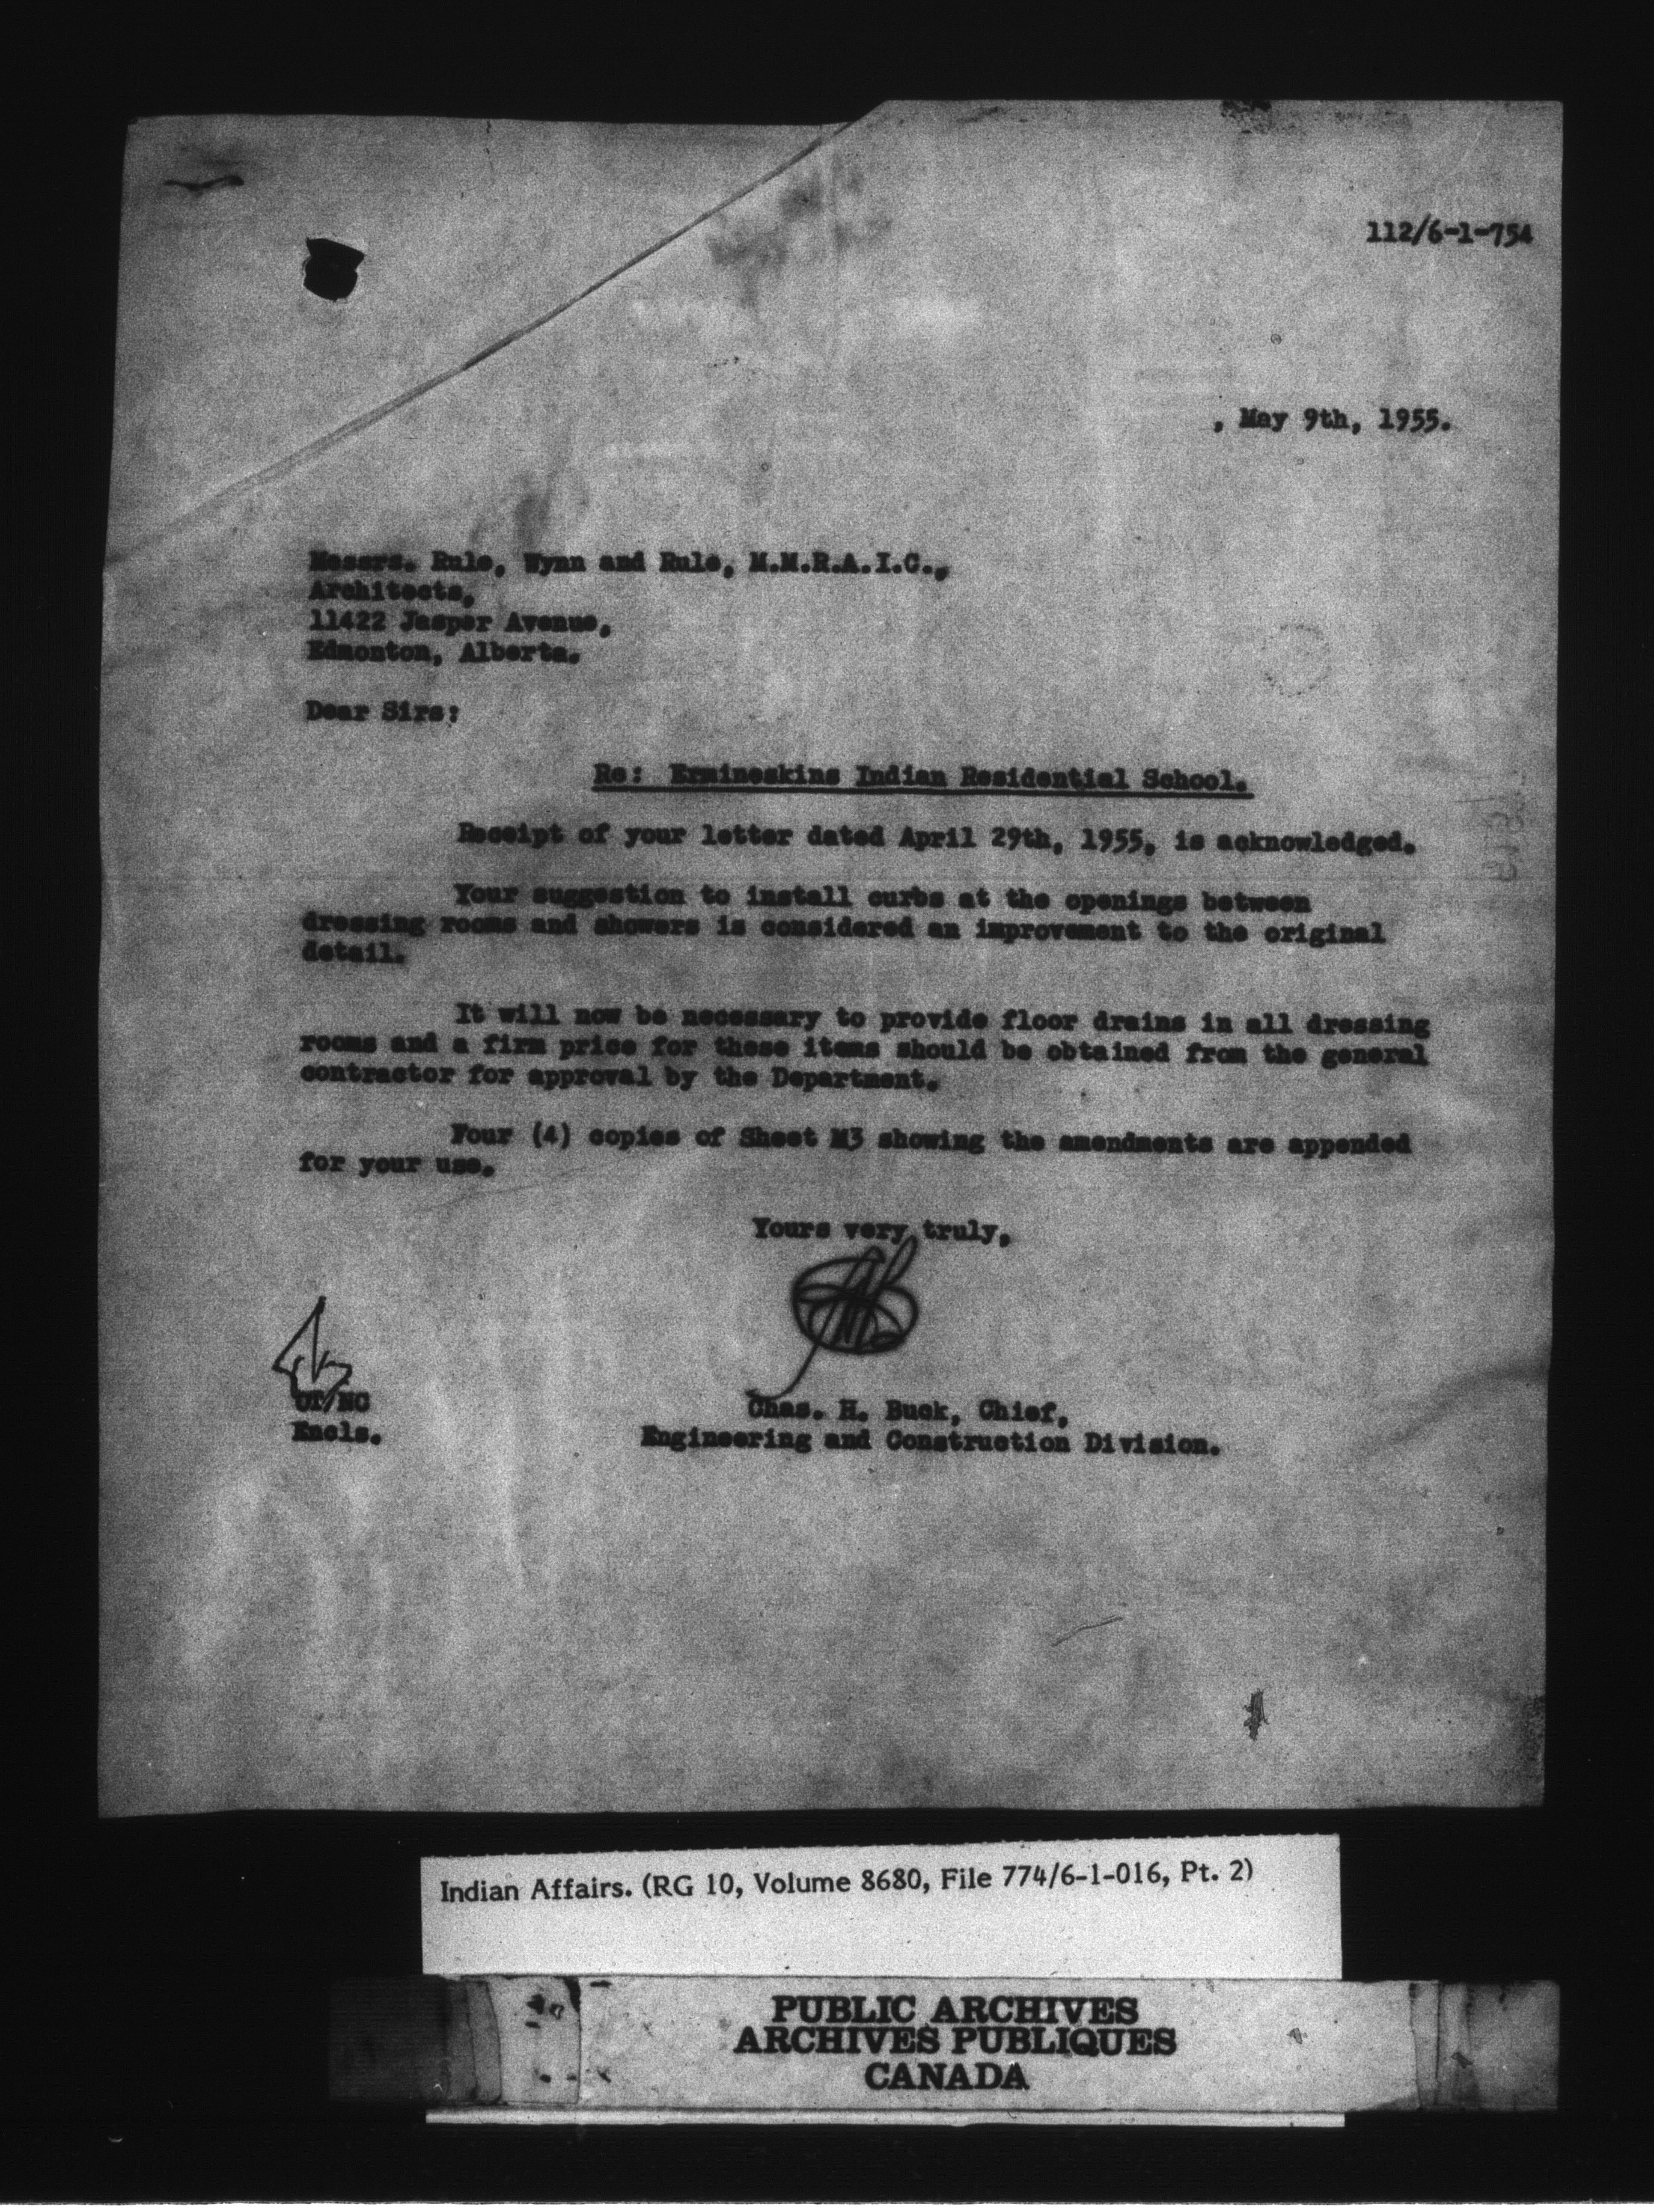 112/6-1-754
, May 9th, 1955.
Messrs. Rule, Wynn and Rule, M.M.R.A.I.C.,
Architects,
11422 Jasper Avenue,
Edmonton, Alberta.
Dear Sirs:
Re: Ermineskins Indian Residential School.
Receipt of your letter dated April 29th, 1955, is acknowledged.
Your suggestion to install curbs at the openings between
dressing rooms and showers is considered an improvement to the original
detail.
It will now be necessary to provide floor drains in all dressing
rooms and a firm price for these items should be obtained from the general
contractor for approval by the Department.
Four (4) copies of Sheet M3 showing the amendments are appended
for your use.
Yours very truly,
Chas. H. Buck, Chief,
Engineering and Construction Division.
Encls.
Indian Affairs. (RG 10, Volume 8680, File 774/6-1-016, Pt. 2)
PUBLIC ARCHIVES
ARCHIVES PUBLIQUES
CANADA